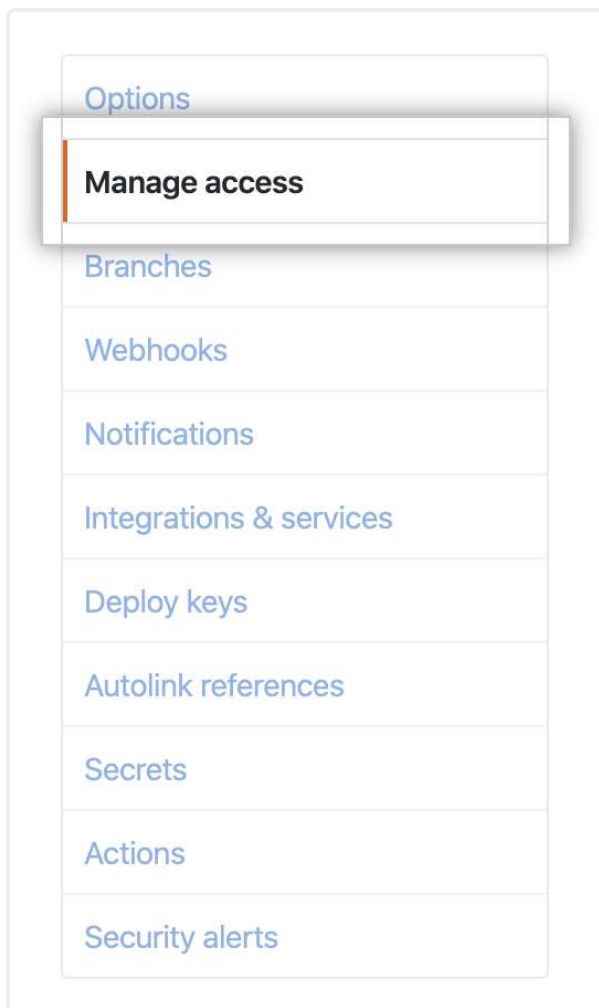 Options
Manage access
Branches
Webhooks
Notifications
Integrations & services
Deploy keys
Autolink references
Secrets
Actions
Security alerts